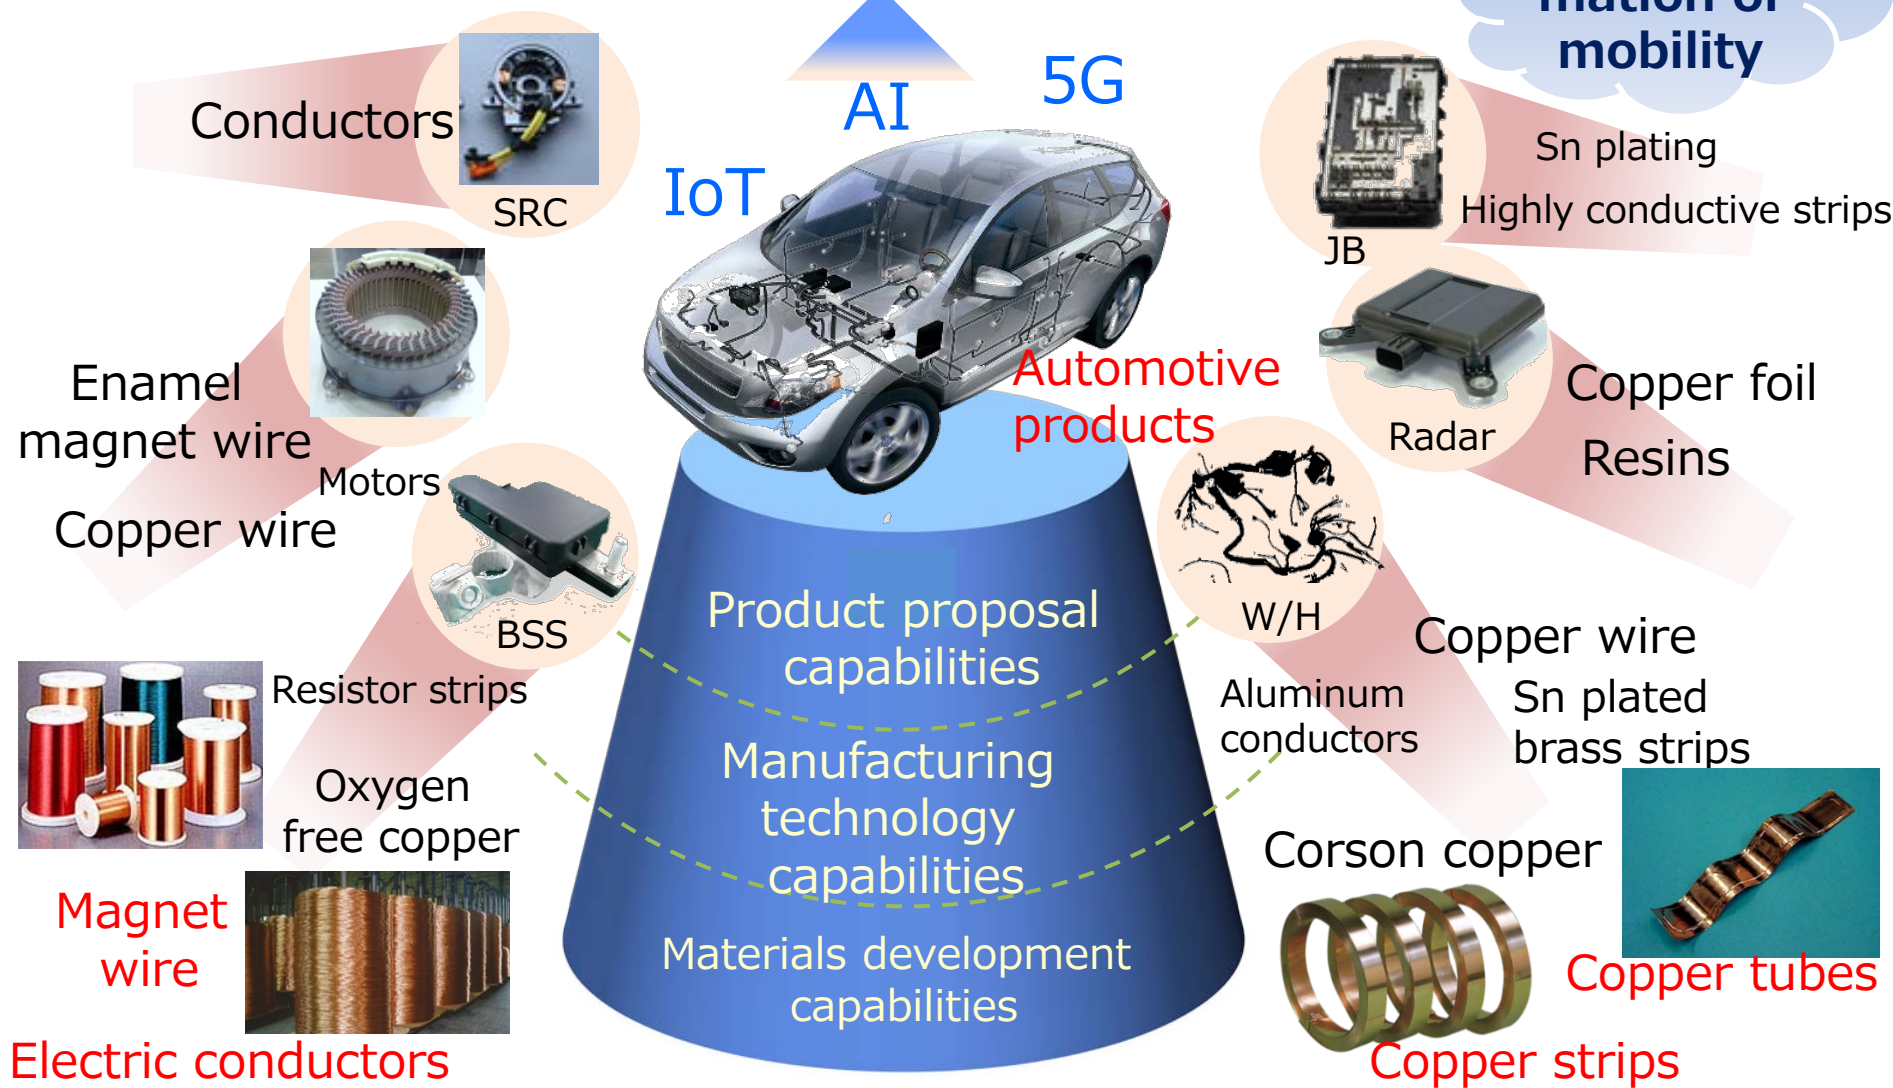 mobility
5G
AI
Conductors
IoT
SRC
Sn plating
Highly conductive strips
JB
Automotive
products
Enamel
magnet wire
Motors
Copper wire
Radar
Copper foil
Resins
BSS
W/H
Product proposal
capabilities
Resistor strips
Copper wire
Aluminum
conductors
Sn plated
brass strips
Manufacturing
technology
capabilities
Oxygen
free copper
Corson copper
Magnet
wire
Materials development
capabilities
Copper tubes
Electric conductors
Copper strips